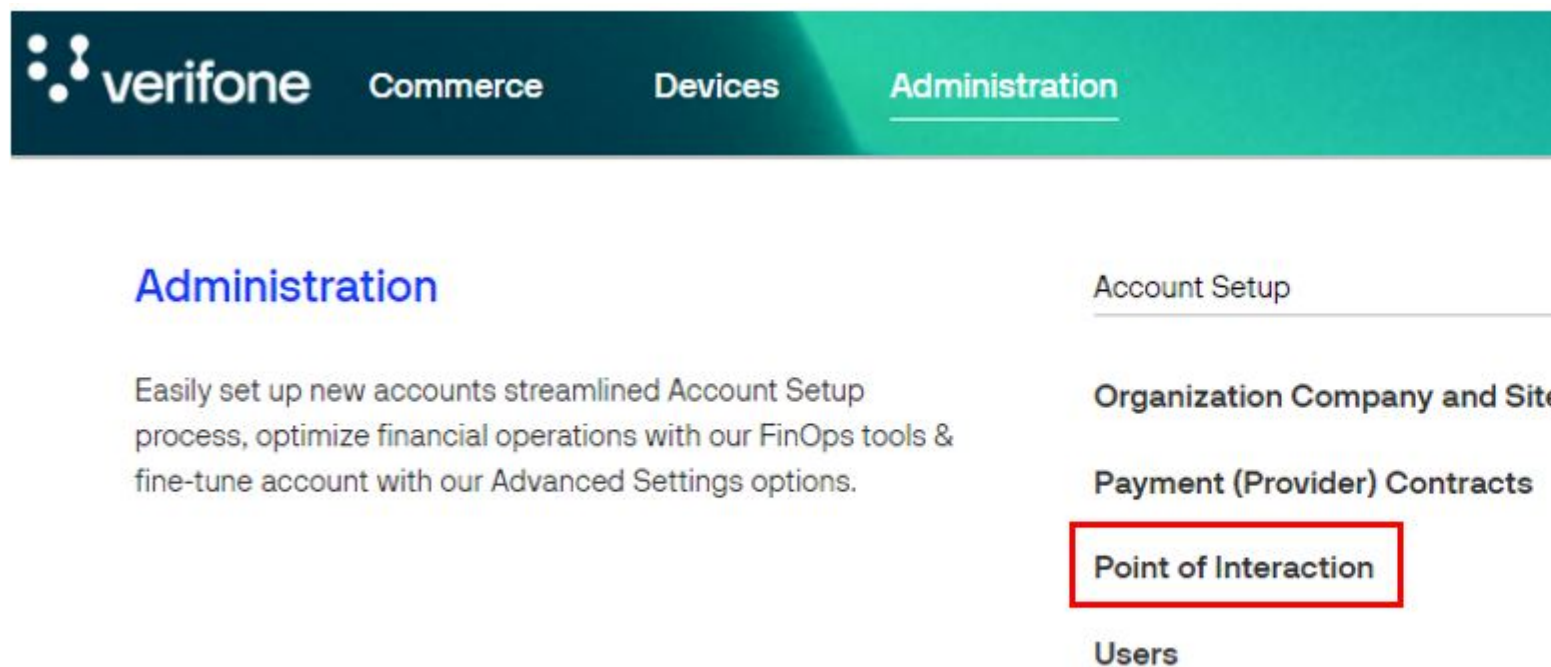 verifone Commerce Devices Administration
Administration
Easily set up new accounts streamlined Account Setup
process, optimize financial operations with our FinOps tools &
fine-tune account with our Advanced Settings options.
Account Setup
Organization Company and Site
Payment (Provider) Contracts
Point of Interaction
Users